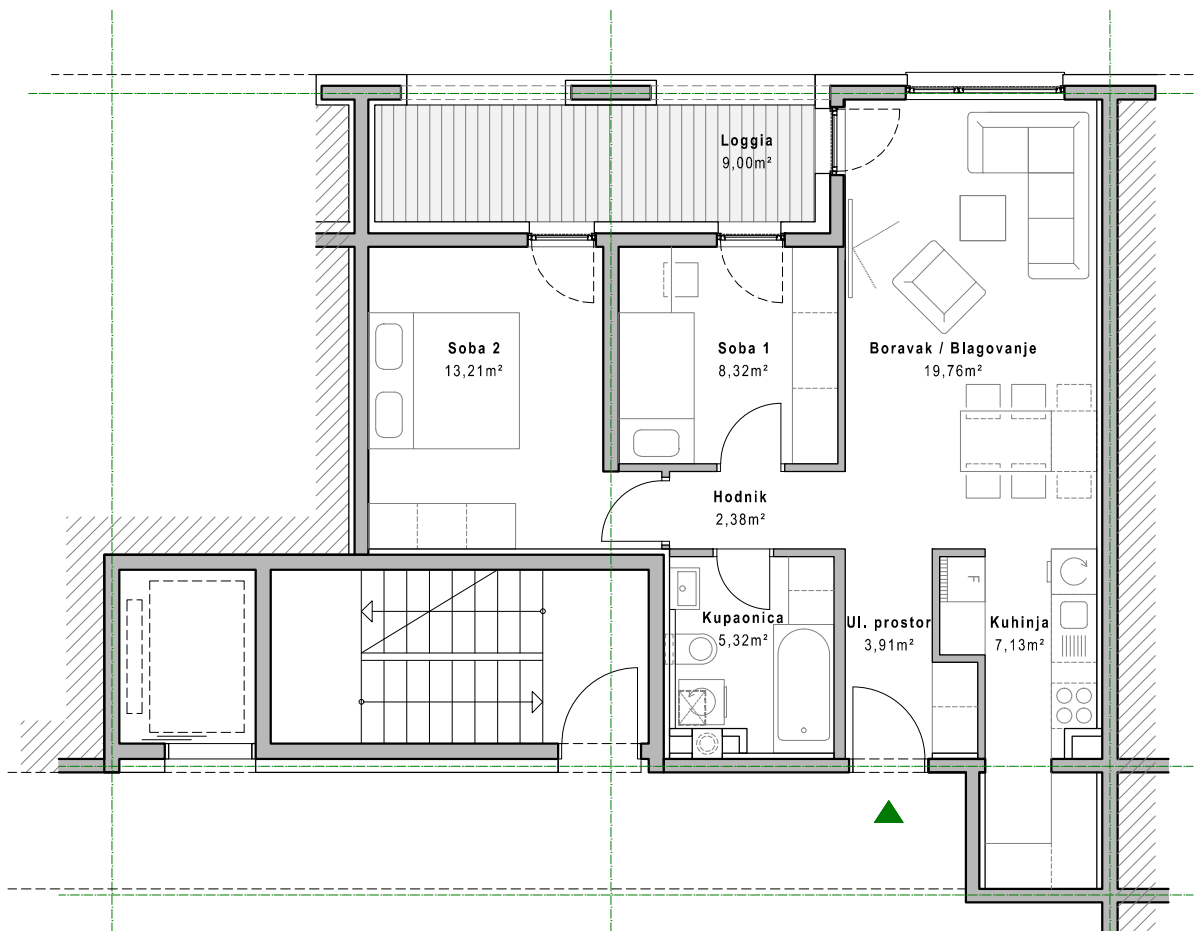 Loggia
9,00m²
Soba 2
13,21m²
Soba 1
8,32m²
Boravak / Blagovanje
19,76m²
Hodnik
2,38m²
Kupaonica
5,32m²
Ul. prostor
3,91m²
F
Kuhinja
7,13m²